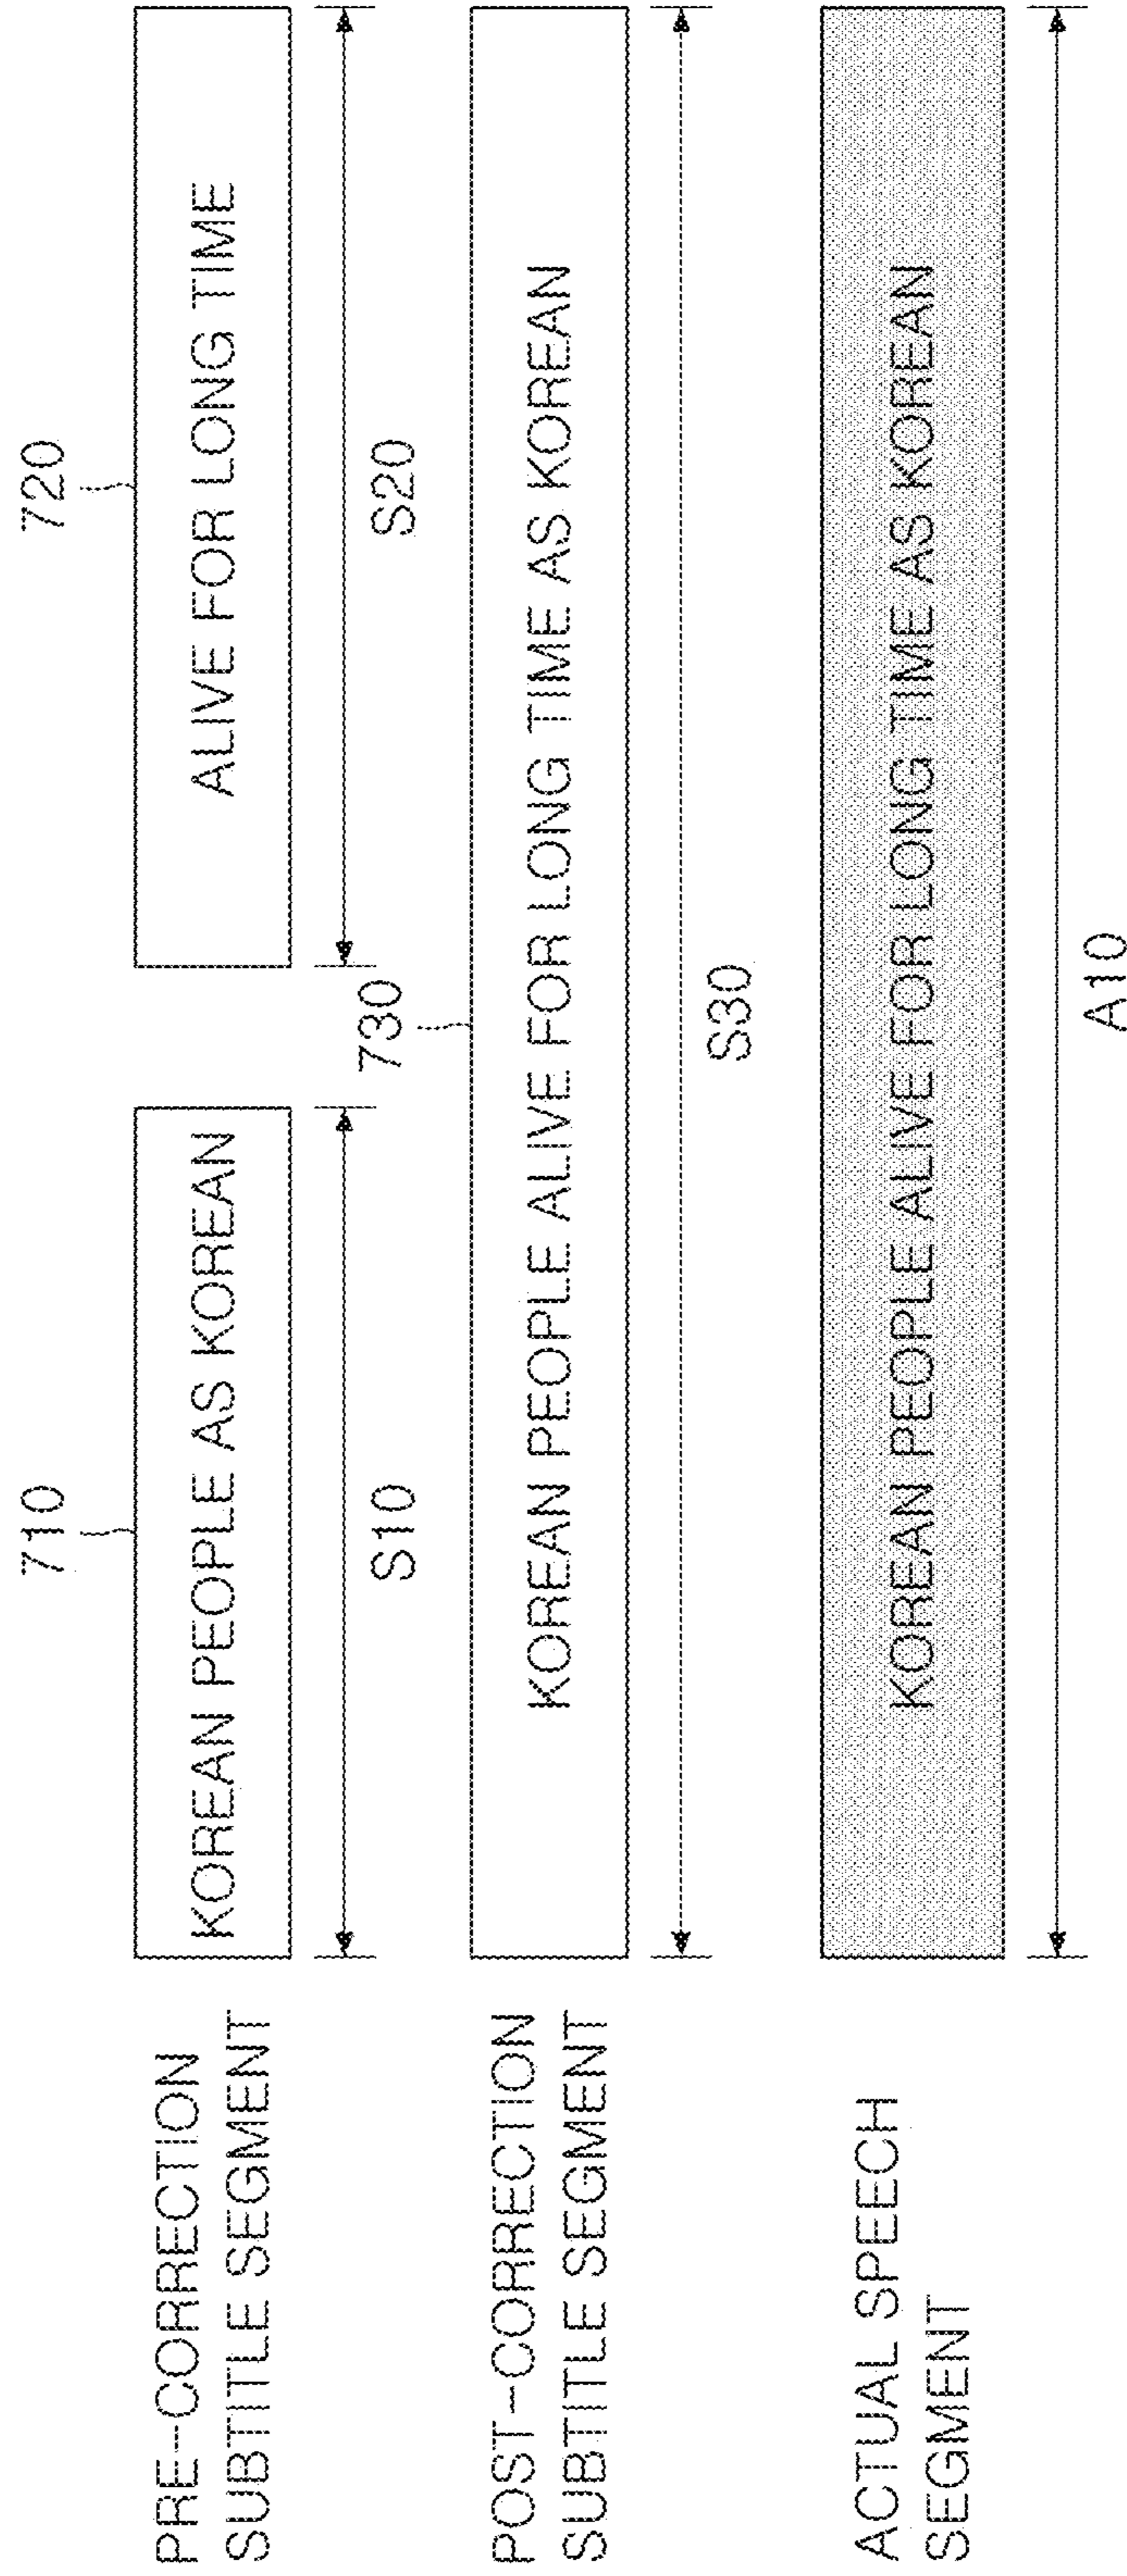 710
720
PRE-CORRECTION
SUBTITLE SEGMENT
KOREAN PEOPLE AS KOREAN
ALIVE FOR LONG TIME
S10
S20
730
POST-CORRECTION
SUBTITLE SEGMENT
KOREAN PEOPLE ALIVE FOR LONG TIME AS KOREAN
S30
ACTUAL SPEECH
SEGMENT
KOREAN PEOPLE ALIVE FOR LONG TIME AS KOREAN
A10